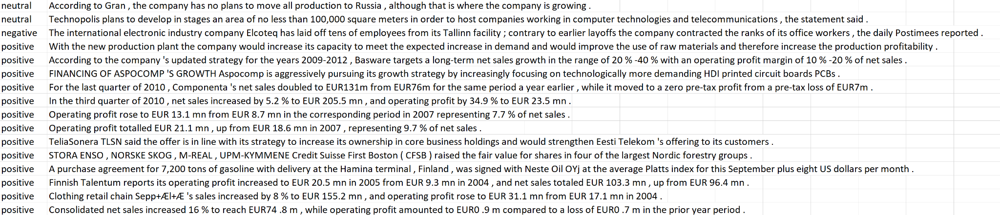 neutral According to Gran , the company has no plans to move all production to Russia , although that is where the company is growing .
neutral Technopolis plans to develop in stages an area of no less than 100,000 square meters in order to host companies working in computer technologies and telecommunications , the statement said .
negative The international electronic industry company Elcoteq has laid off tens of employees from its Tallinn facility ; contrary to earlier layoffs the company contracted the ranks of its office workers , the daily Postimees reported .
positive With the new production plant the company would increase its capacity to meet the expected increase in demand and would improve the use of raw materials and therefore increase the production profitability .
positive According to the company 's updated strategy for the years 2009-2012 , Basware targets a long-term net sales growth in the range of 20 % -40 % with an operating profit margin of 10 % -20 % of net sales .
positive FINANCING OF ASPOCOMP 'S GROWTH Aspocomp is aggressively pursuing its growth strategy by increasingly focusing on technologically more demanding HDI printed circuit boards PCBs .
positive For the last quarter of 2010 , Componenta 's net sales doubled to EUR131m from EUR76m for the same period a year earlier , while it moved to a zero pre-tax profit from a pre-tax loss of EUR7m .
positive In the third quarter of 2010 , net sales increased by 5.2 % to EUR 205.5 mn , and operating profit by 34.9 % to EUR 23.5 mn .
positive Operating profit rose to EUR 13.1 mn from EUR 8.7 mn in the corresponding period in 2007 representing 7.7 % of net sales .
positive Operating profit totalled EUR 21.1 mn , up from EUR 18.6 mn in 2007 , representing 9.7 % of net sales .
positive TeliaSonera TLSN said the offer is in line with its strategy to increase its ownership in core business holdings and would strengthen Eesti Telekom 's offering to its customers .
positive STORA ENSO , NORSKE SKOG , M-REAL , UPM-KYMMENE Credit Suisse First Boston ( CFSB ) raised the fair value for shares in four of the largest Nordic forestry groups .
positive A purchase agreement for 7,200 tons of gasoline with delivery at the Hamina terminal , Finland , was signed with Neste Oil OYj at the average Platts index for this September plus eight US dollars per month .
positive Finnish Talentum reports its operating profit increased to EUR 20.5 mn in 2005 from EUR 9.3 mn in 2004 , and net sales totaled EUR 103.3 mn , up from EUR 96.4 mn .
positive Clothing retail chain Sepp+Æl+Æ 's sales increased by 8 % to EUR 155.2 mn , and operating profit rose to EUR 31.1 mn from EUR 17.1 mn in 2004 .
positive Consolidated net sales increased 16 % to reach EUR74 .8 m , while operating profit amounted to EUR0 .9 m compared to a loss of EUR0 .7 m in the prior year period .